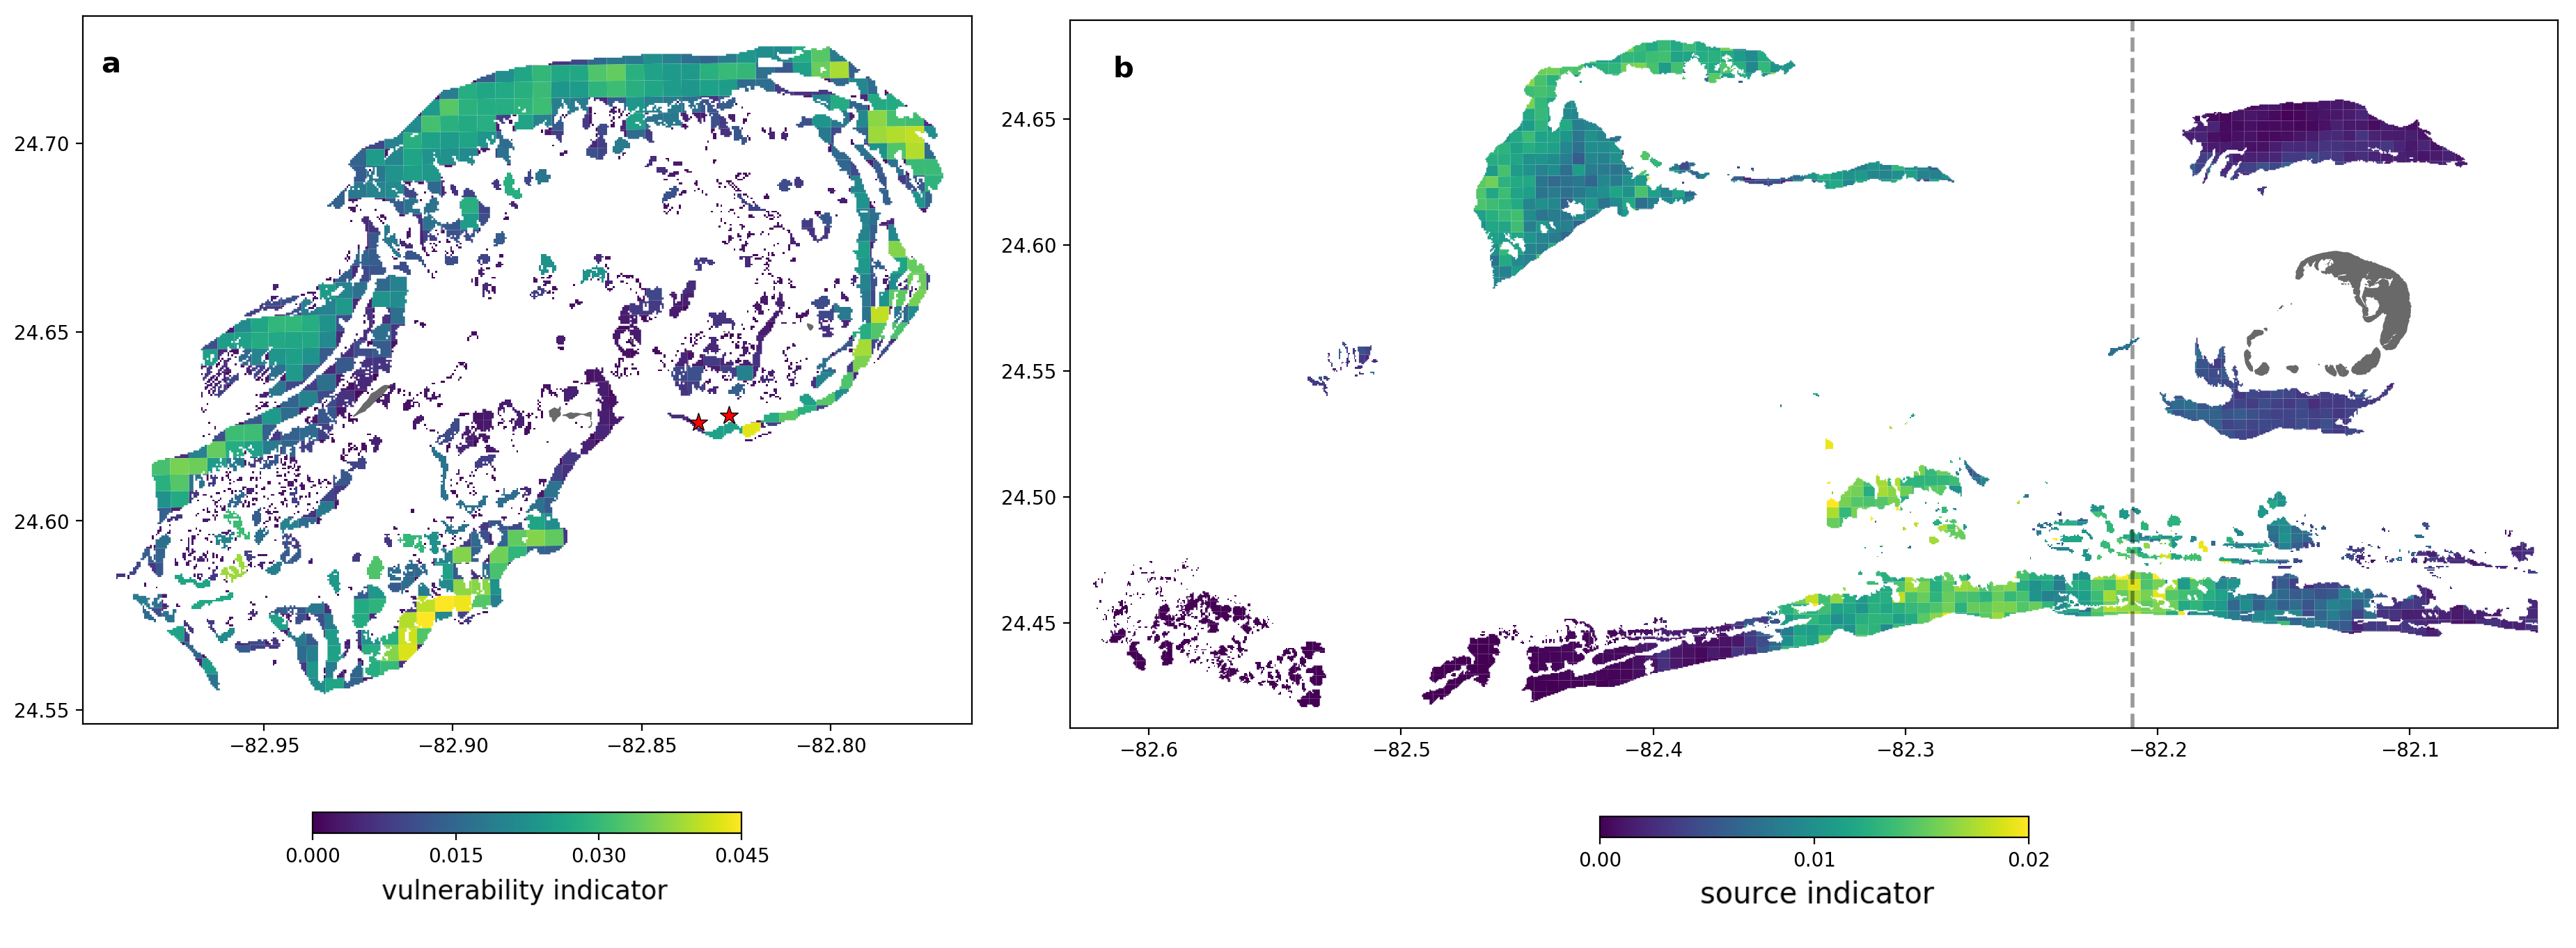 a
24.70
24.65
24.60
24.55
−82.95 −82.90 −82.85 −82.80
0.000 0.015 0.030 0.045
vulnerability indicator
b
24.65
24.60
24.55
24.50
24.45
−82.6 −82.5 −82.4 −82.3 −82.2 −82.1
0.00 0.01 0.02
source indicator